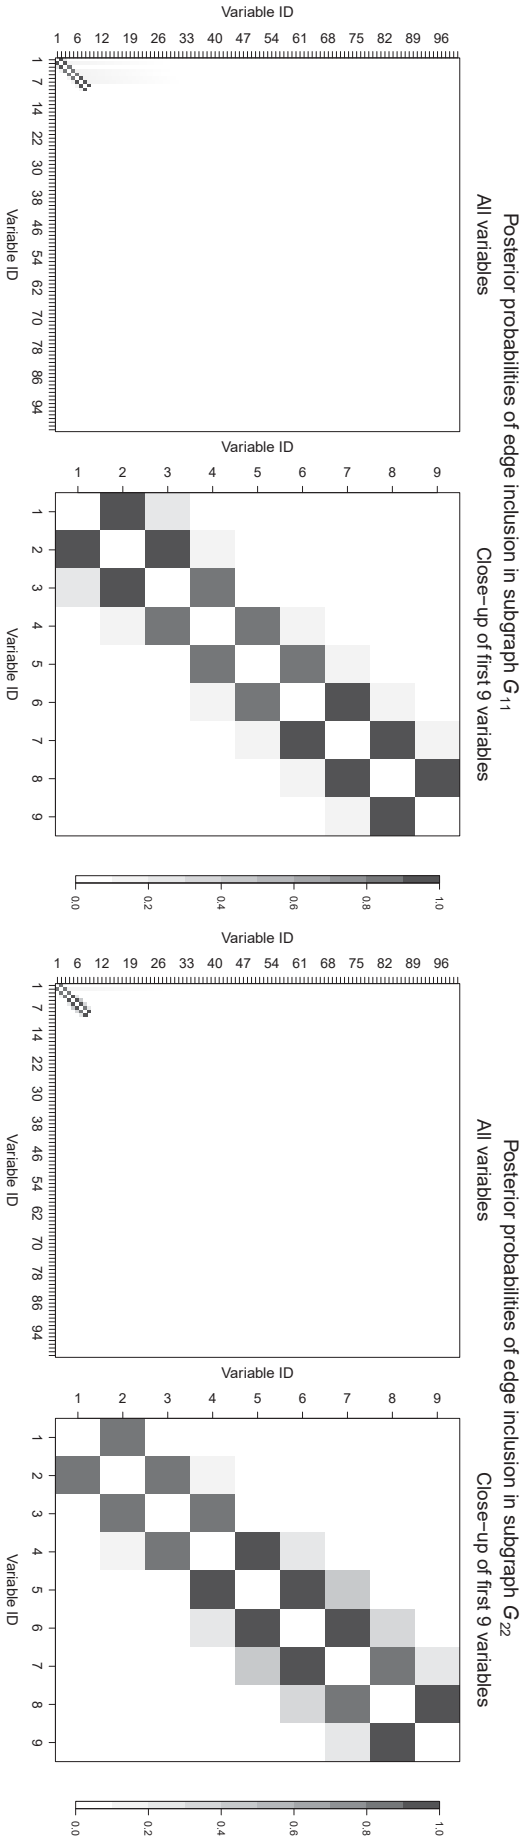 Posterior probabilities of edge inclusion in subgraph G11
All variables
Variable ID
1 6 12 19 26 33 40 47 54 61 68 75 82 89 96
1 7 14 22 30 38 46 54 62 70 78 86 94
Variable ID
Close−up of first 9 variables
Variable ID
1 2 3 4 5 6 7 8 9
1 2 3 4 5 6 7 8 9
Variable ID
0.0 0.2 0.4 0.6 0.8 1.0
Posterior probabilities of edge inclusion in subgraph G22
All variables
Variable ID
1 6 12 19 26 33 40 47 54 61 68 75 82 89 96
1 7 14 22 30 38 46 54 62 70 78 86 94
Variable ID
Close−up of first 9 variables
Variable ID
1 2 3 4 5 6 7 8 9
1 2 3 4 5 6 7 8 9
Variable ID
0.0 0.2 0.4 0.6 0.8 1.0